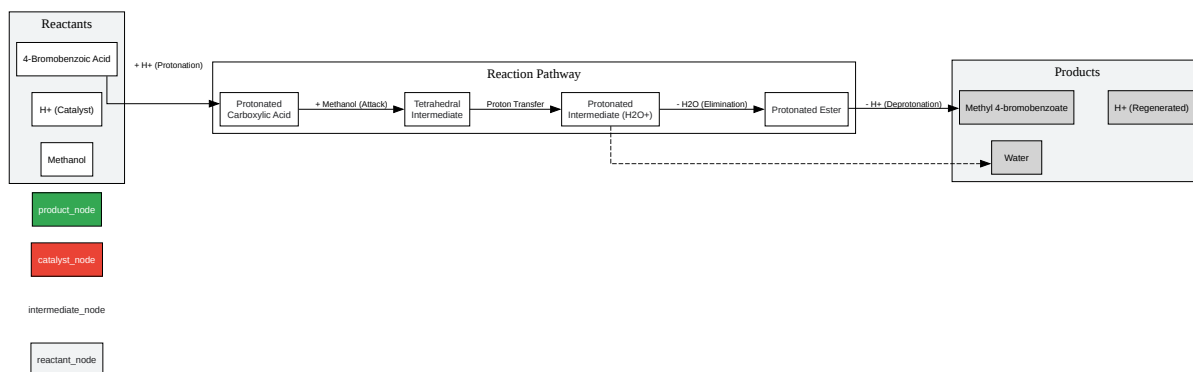 Reactants
4-Bromobenzoic Acid
H+ (Catalyst)
Methanol
+ H+ (Protonation)
Reaction Pathway
Protonated
Carboxylic Acid
+ Methanol (Attack)
Tetrahedral
Intermediate
Proton Transfer
Protonated
Intermediate (H2O+)
- H2O (Elimination)
Protonated Ester
- H+ (Deprotonation)
Products
Methyl 4-bromobenzoate
H+ (Regenerated)
Water
product_node
catalyst_node
intermediate_node
reactant_node